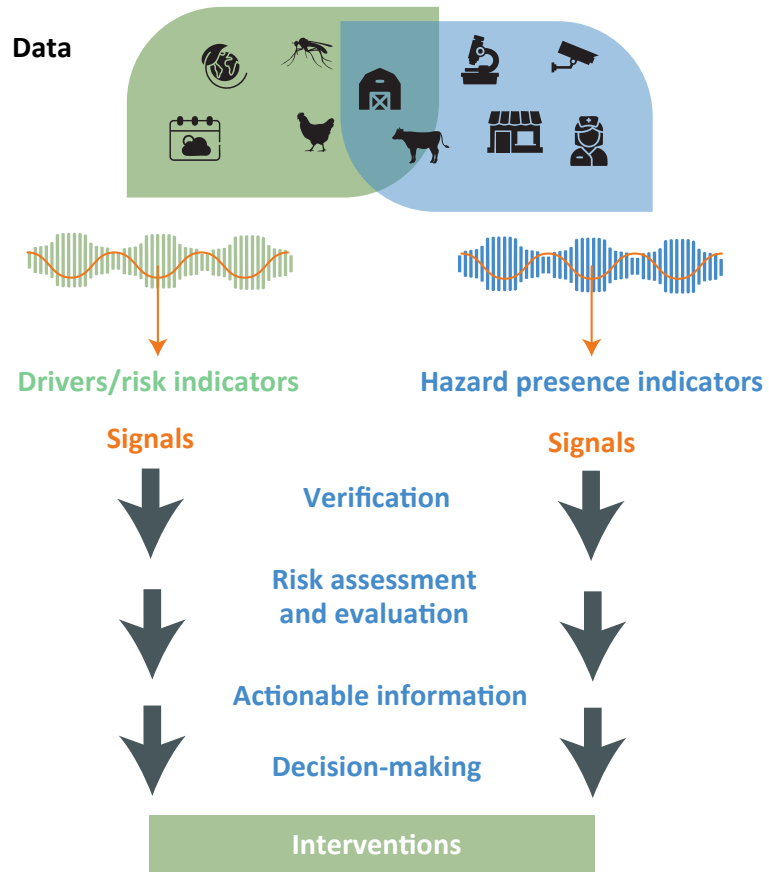 Data
Drivers/risk indicators
Hazard presence indicators
Signals
Signals
Verification
Risk assessment
and evaluation
Actionable information
Decision-making
Interventions